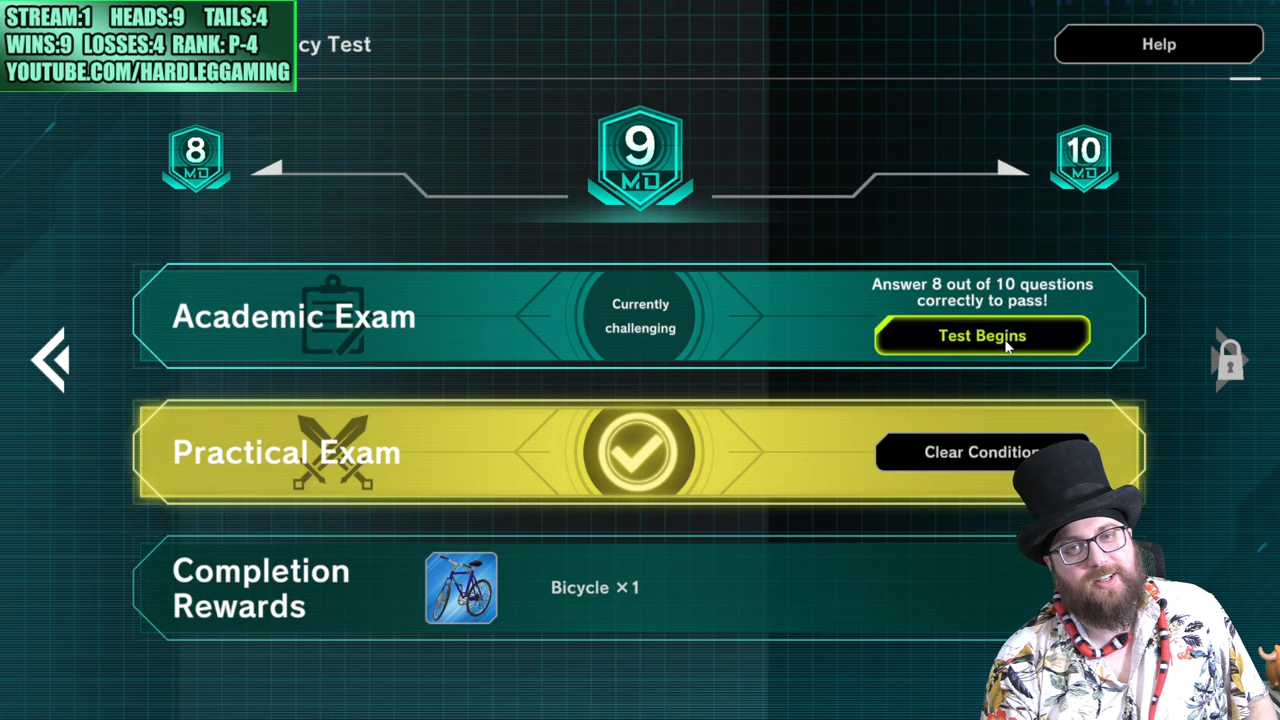 STREAM:1 HEADS:9 TAILS:4
WINS:9 LOSSES:4 RANK: P-4
YOUTUBE.COM/HARDLEGGAMING
cy Test
Help
8
MD
9
MD
10
MD
Academic Exam
Currently
challenging
Answer 8 out of 10 questions
correctly to pass!
Test Begins
Practical Exam
Clear Condition
Completion
Rewards
Bicycle ×1